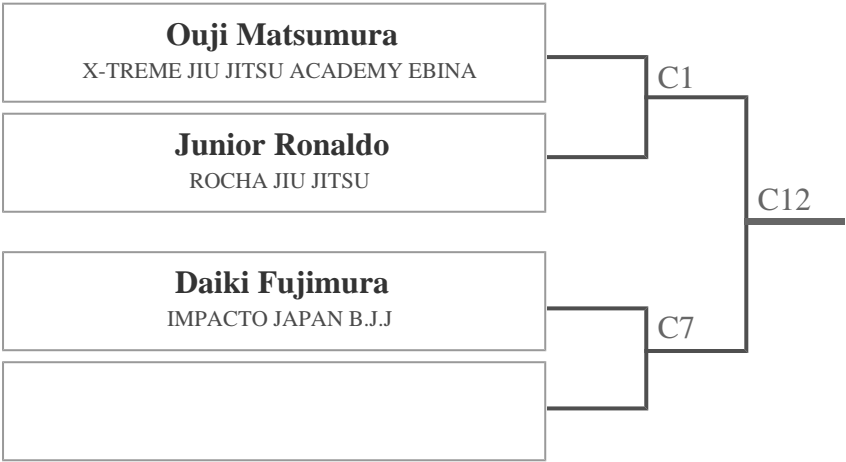 Ouji Matsumura
X-TREME JIU JITSU ACADEMY EBINA
C1
Junior Ronaldo
ROCHA JIU JITSU
C12
Daiki Fujimura
IMPACTO JAPAN B.J.J
C7